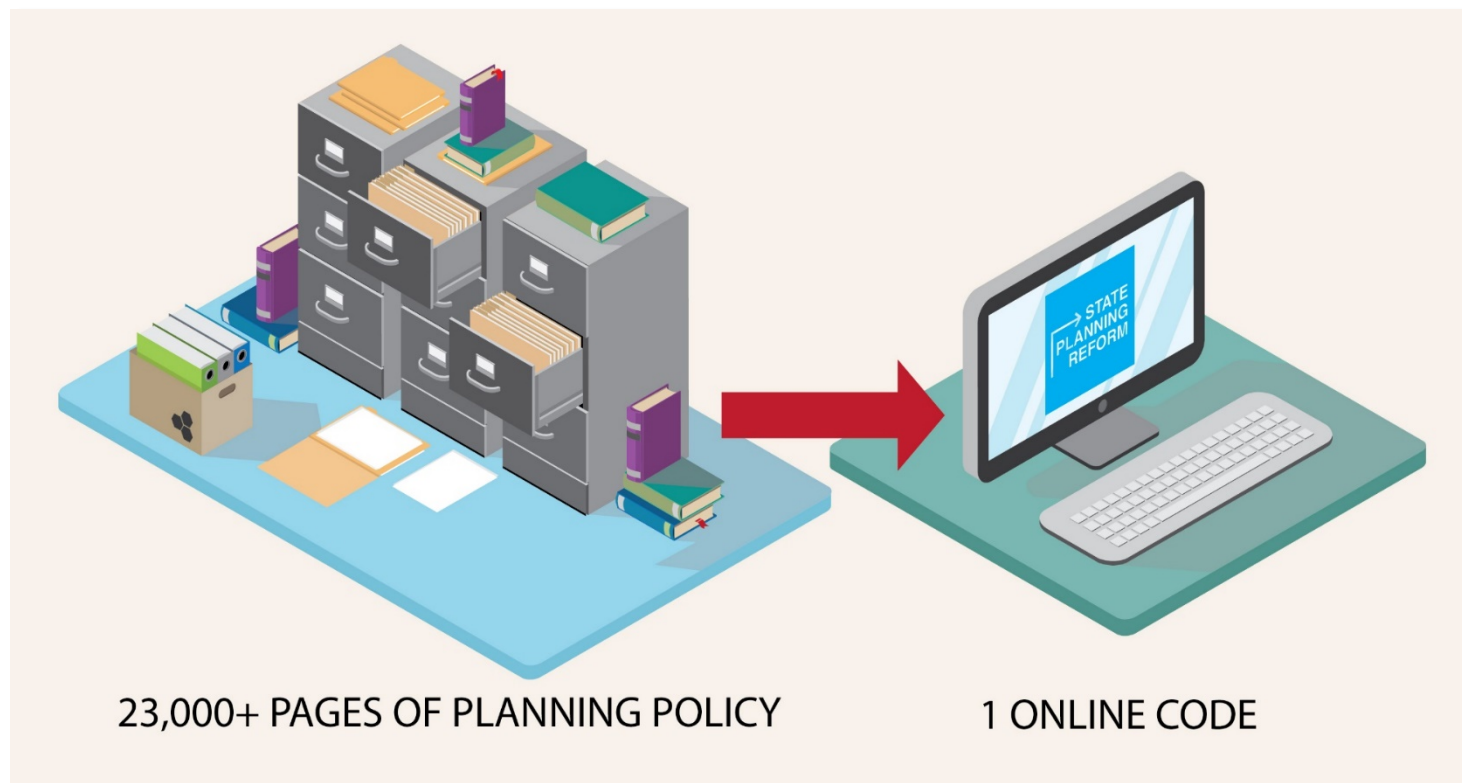 STATE
PLANNING
REFORM
23,000+ PAGES OF PLANNING POLICY
1 ONLINE CODE